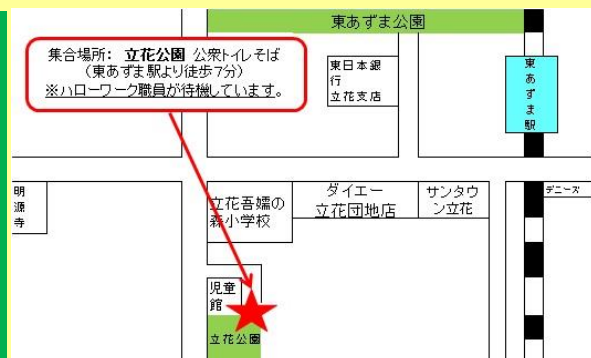 東あずま公園
集合場所: 立花公園 公衆トイレそば
(東あずま駅より徒歩7分)
※ハローワーク職員が待機しています。
東日本銀
行
立花支店
東あずま駅
明源寺
立花吾嬬の
森小学校
ダイエー
立花団地店
サンタウ
ン立花
デニーズ
児童
館
立花公園